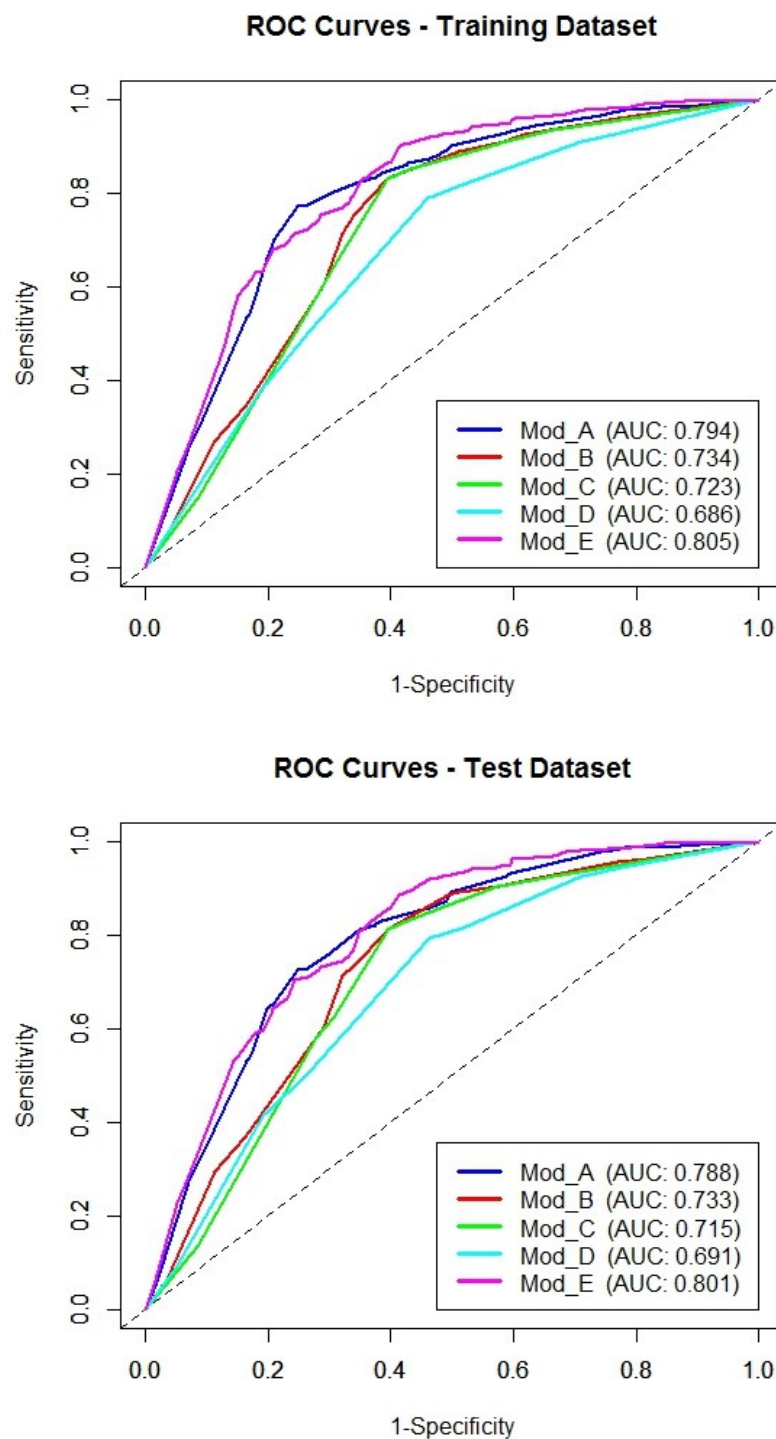 ROC Curves - Training Dataset
1.0
0.8
0.6
0.4
0.2
0.0
Sensitivity
Mod_A (AUC: 0.794)
Mod_B (AUC: 0.734)
Mod_C (AUC: 0.723)
Mod_D (AUC: 0.686)
Mod_E (AUC: 0.805)
0.0 0.2 0.4 0.6 0.8 1.0
1-Specificity
ROC Curves - Test Dataset
1.0
0.8
0.6
0.4
0.2
0.0
Sensitivity
Mod_A (AUC: 0.788)
Mod_B (AUC: 0.733)
Mod_C (AUC: 0.715)
Mod_D (AUC: 0.691)
Mod_E (AUC: 0.801)
0.0 0.2 0.4 0.6 0.8 1.0
1-Specificity